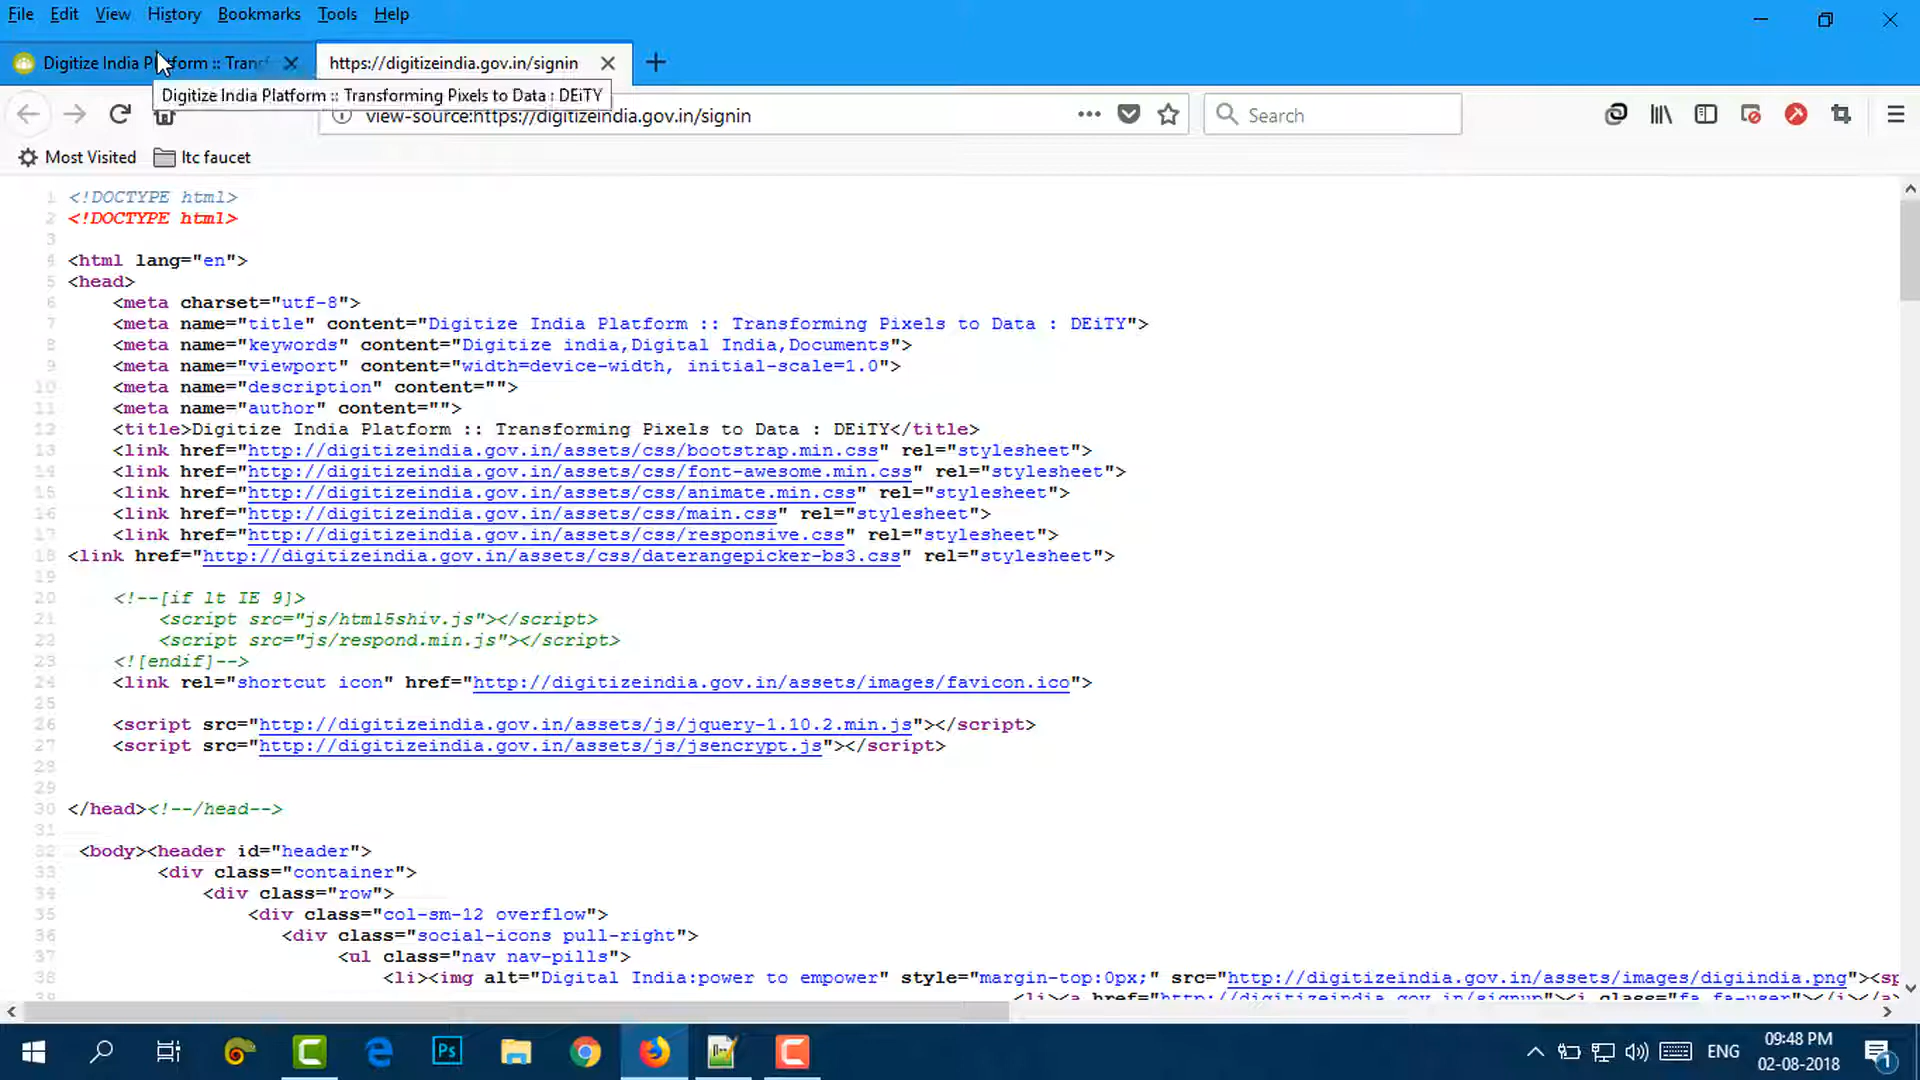 File Edit View History Bookmarks Tools Help
Digitize India Platform :: Transf
https://digitizeindia.gov.in/signin
Digitize India Platform :: Transforming Pixels to Data : DEiTY
view-source:https://digitizeindia.gov.in/signin
Search
Most Visited
ltc faucet
1 <!DOCTYPE html>
2 <!DOCTYPE html>
3
4 <html lang="en">
5 <head>
6 <meta charset="utf-8">
7 <meta name="title" content="Digitize India Platform :: Transforming Pixels to Data : DEiTY">
8 <meta name="keywords" content="Digitize india,Digital India,Documents">
9 <meta name="viewport" content="width=device-width, initial-scale=1.0">
10 <meta name="description" content="">
11 <meta name="author" content="">
12 <title>Digitize India Platform :: Transforming Pixels to Data : DEiTY</title>
13 <link href="http://digitizeindia.gov.in/assets/css/bootstrap.min.css" rel="stylesheet">
14 <link href="http://digitizeindia.gov.in/assets/css/font-awesome.min.css" rel="stylesheet">
15 <link href="http://digitizeindia.gov.in/assets/css/animate.min.css" rel="stylesheet">
16 <link href="http://digitizeindia.gov.in/assets/css/main.css" rel="stylesheet">
17 <link href="http://digitizeindia.gov.in/assets/css/responsive.css" rel="stylesheet">
18 <link href="http://digitizeindia.gov.in/assets/css/daterangepicker-bs3.css" rel="stylesheet">
19
20 <!--[if lt IE 9]>
21 <script src="js/html5shiv.js"></script>
22 <script src="js/respond.min.js"></script>
23 <![endif]-->
24 <link rel="shortcut icon" href="http://digitizeindia.gov.in/assets/images/favicon.ico">
25
26 <script src="http://digitizeindia.gov.in/assets/js/jquery-1.10.2.min.js"></script>
27 <script src="http://digitizeindia.gov.in/assets/js/jsencrypt.js"></script>
28
29
30 </head><!--/head-->
31
32 <body><header id="header">
33 <div class="container">
34 <div class="row">
35 <div class="col-sm-12 overflow">
36 <div class="social-icons pull-right">
37 <ul class="nav nav-pills">
38 <li><img alt="Digital India:power to empower" style="margin-top:0px;" src="http://digitizeindia.gov.in/assets/images/digiindia.png"><sp
39 <li><a href="http://digitizeindia.gov.in/signup"><i class="fa fa-user"></i></a>
Ps
ENG
09:48 PM
02-08-2018
1